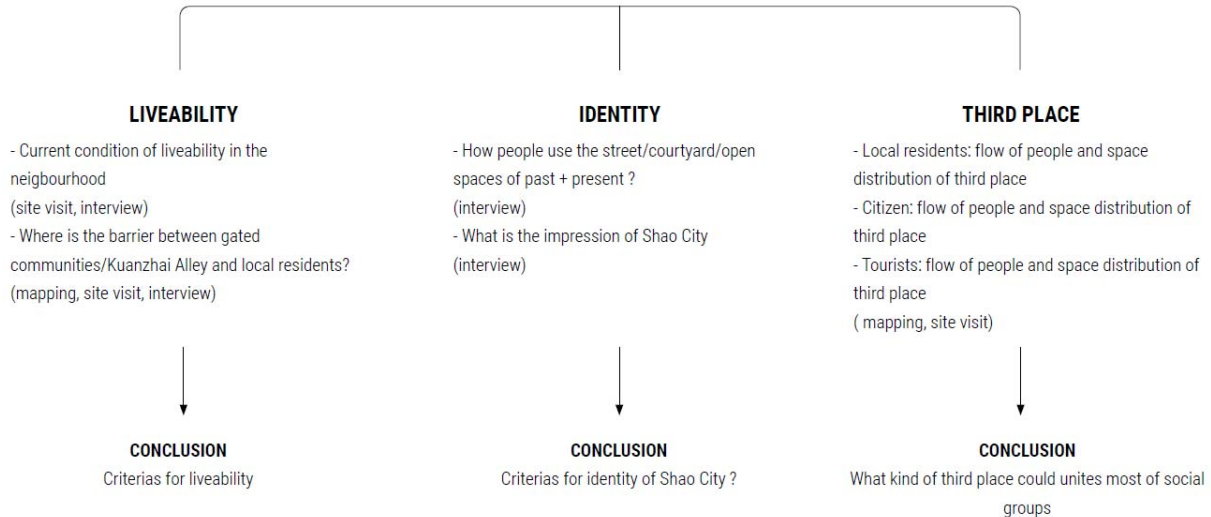 LIVEABILITY
- Current condition of liveability in the
neigbourhood
(site visit, interview)
- Where is the barrier between gated
communities/Kuanzhai Alley and local residents?
(mapping, site visit, interview)
CONCLUSION
Criterias for liveability
IDENTITY
- How people use the street/courtyard/open
spaces of past + present ?
(interview)
- What is the impression of Shao City
(interview)
CONCLUSION
Criterias for identity of Shao City ?
THIRD PLACE
- Local residents: flow of people and space
distribution of third place
- Citizen: flow of people and space distribution of
third place
- Tourists: flow of people and space distribution of
third place
( mapping, site visit)
CONCLUSION
What kind of third place could unites most of social
groups